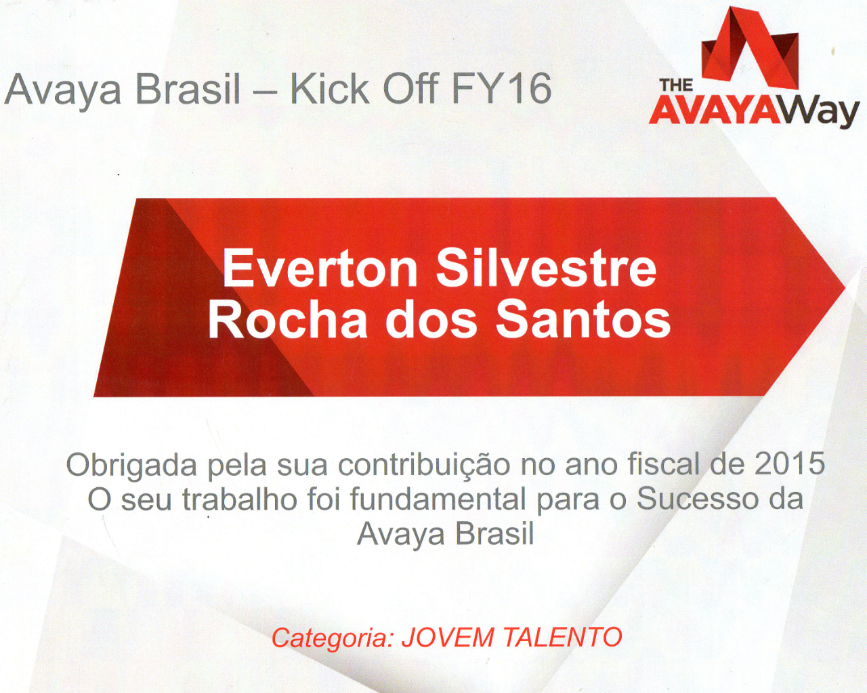 Avaya Brasil – Kick Off FY16
THE
AVAYAWay
Everton Silvestre
Rocha dos Santos
Obrigada pela sua contribuição no ano fiscal de 2015
O seu trabalho foi fundamental para o Sucesso da
Avaya Brasil
Categoria: JOVEM TALENTO